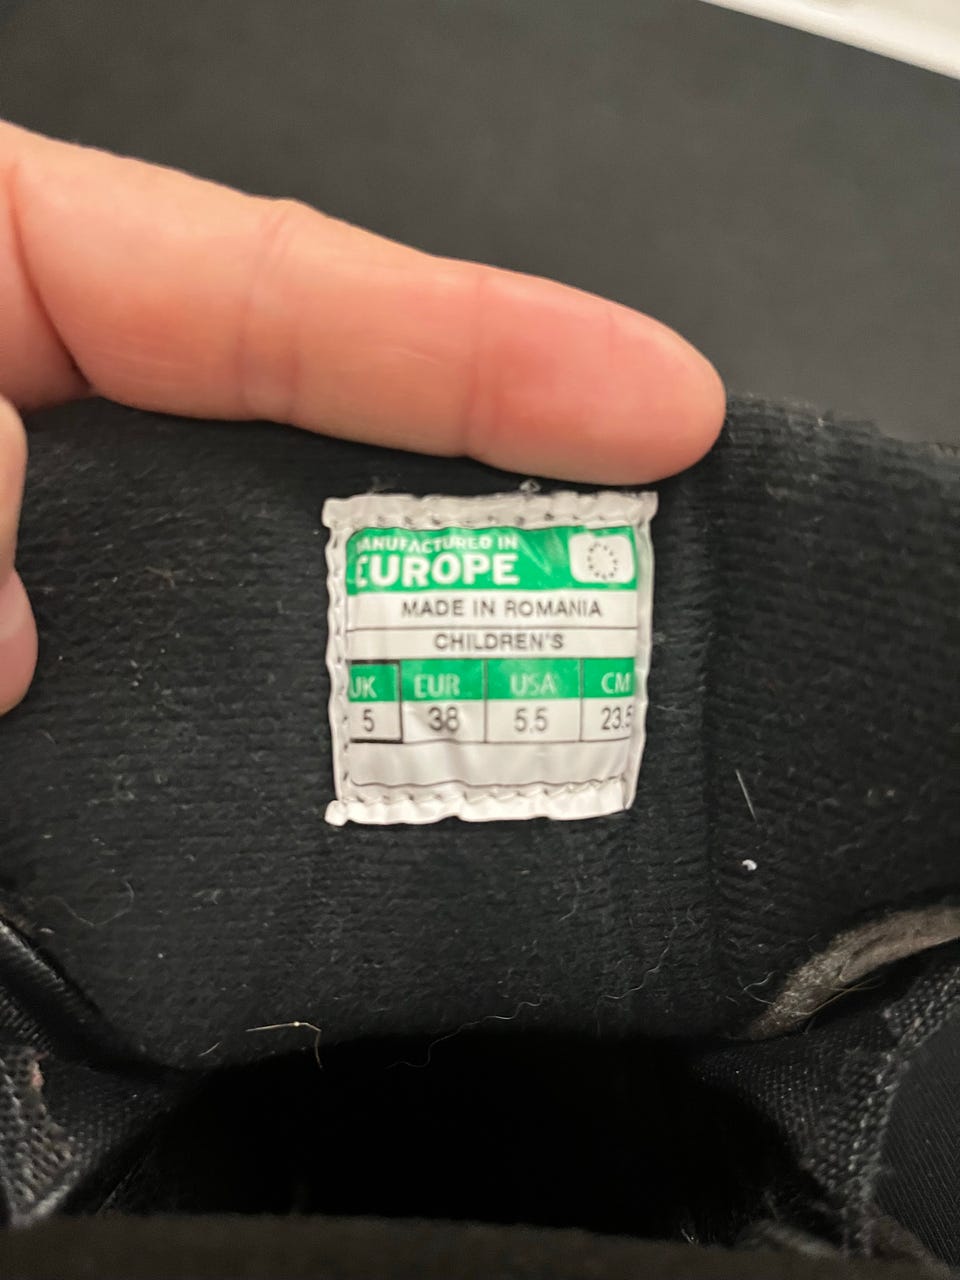 MANUFACTURED IN
EUROPE
MADE IN ROMANIA
CHILDREN'S
UK EUR USA CM
5 38 5.5 23.5